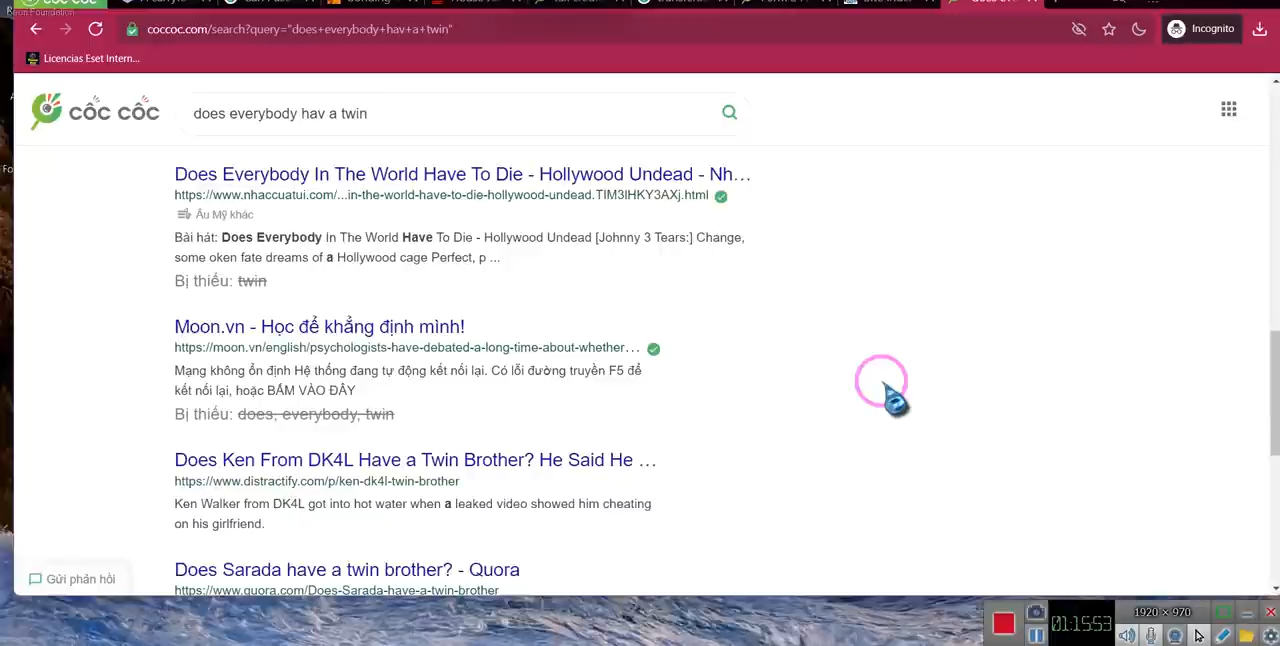 coccoc.com/search?query="does+everybody+hav+a+twin"
Incognito
Licencias Eset Intern...
cốc cốc
does everybody hav a twin
Does Everybody In The World Have To Die - Hollywood Undead - Nh...
https://www.nhaccuatui.com/...in-the-world-have-to-die-hollywood-undead.TIM3lHKY3AXj.html
Âu Mỹ khác
Bài hát: Does Everybody In The World Have To Die - Hollywood Undead [Johnny 3 Tears:] Change,
some oken fate dreams of a Hollywood cage Perfect, p ...
Bị thiếu: twin
Moon.vn - Học để khẳng định mình!
https://moon.vn/english/psychologists-have-debated-a-long-time-about-whether...
Mạng không ổn định Hệ thống đang tự động kết nối lại. Có lỗi đường truyền F5 để
kết nối lại, hoặc BẤM VÀO ĐÂY
Bị thiếu: does, everybody, twin
Does Ken From DK4L Have a Twin Brother? He Said He ...
https://www.distractify.com/p/ken-dk4l-twin-brother
Ken Walker from DK4L got into hot water when a leaked video showed him cheating
on his girlfriend.
Does Sarada have a twin brother? - Quora
https://www.quora.com/Does-Sarada-have-a-twin-brother
Gửi phản hồi
1920 × 970
01:15:53